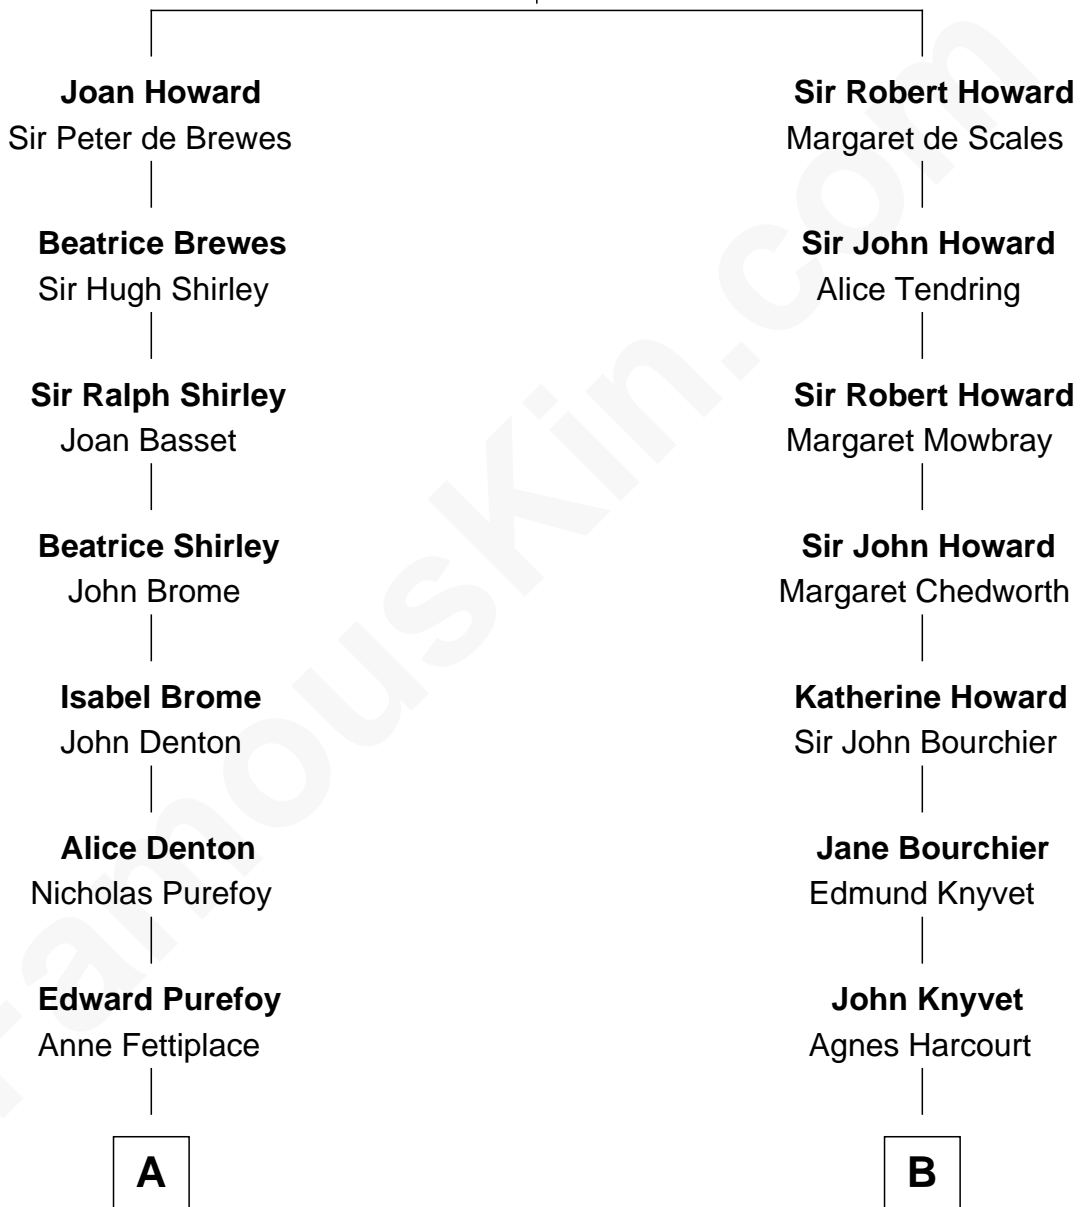 Joan Howard
Sir Peter de Brewes
Sir Robert Howard
Margaret de Scales
Beatrice Brewes
Sir Hugh Shirley
Sir John Howard
Alice Tendring
Sir Ralph Shirley
Joan Basset
Sir Robert Howard
Margaret Mowbray
Beatrice Shirley
John Brome
Sir John Howard
Margaret Chedworth
Isabel Brome
John Denton
Katherine Howard
Sir John Bourchier
Alice Denton
Nicholas Purefoy
Jane Bourchier
Edmund Knyvet
Edward Purefoy
Anne Fettiplace
John Knyvet
Agnes Harcourt
A
B
FamousKin.com